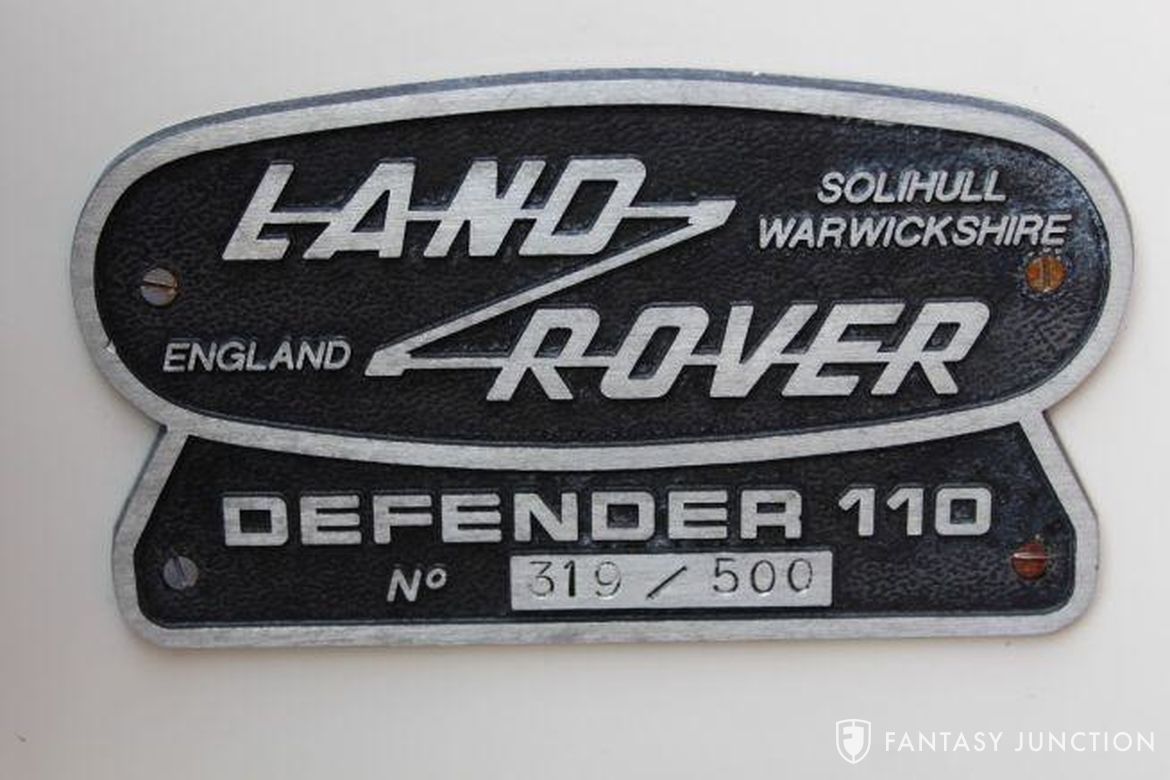 LAND
SOLIHULL
WARWICKSHIRE
ENGLAND
ROVER
DEFENDER 110
Nº 319 / 500
FANTASY JUNCTION